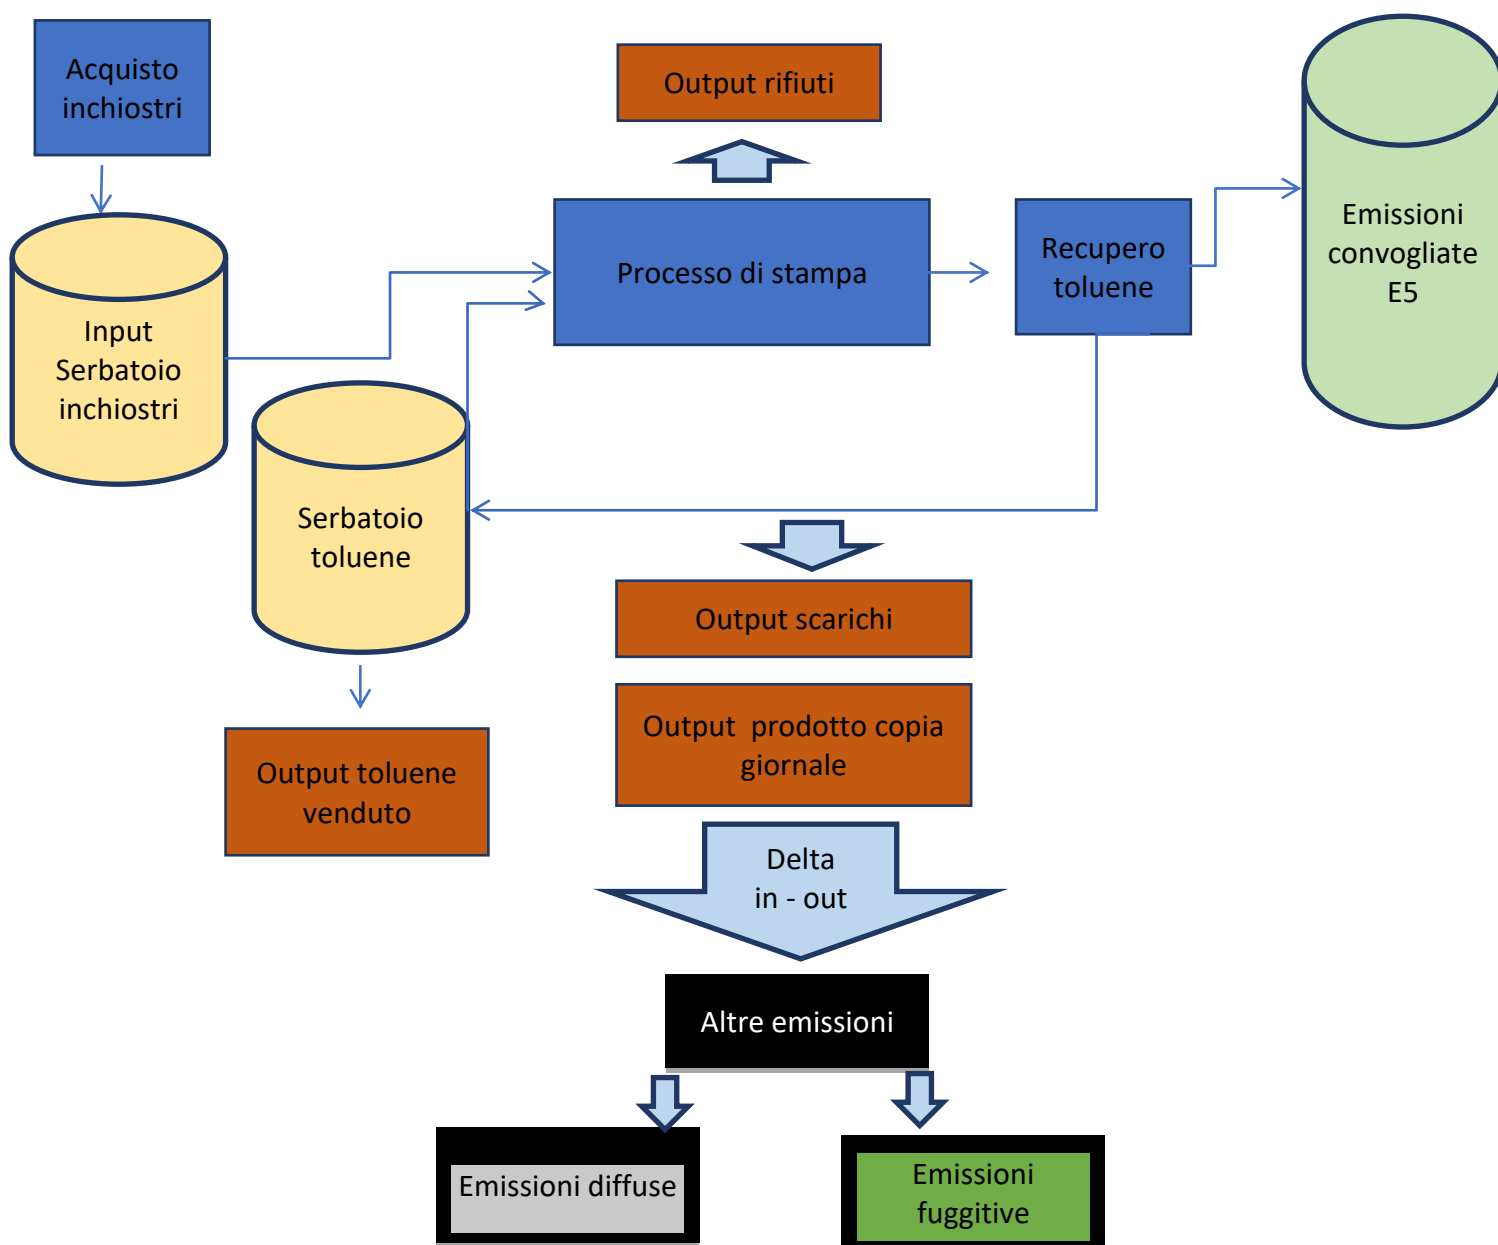 Acquisto
inchiostri
Output rifiuti
Input
Serbatoio
inchiostri
Processo di stampa
Recupero
toluene
Emissioni
convogliate
E5
Serbatoio
toluene
Output scarichi
Output  prodotto copia
giornale
Output toluene
venduto
Delta
in - out
Altre emissioni
Emissioni diffuse
Emissioni
fuggitive